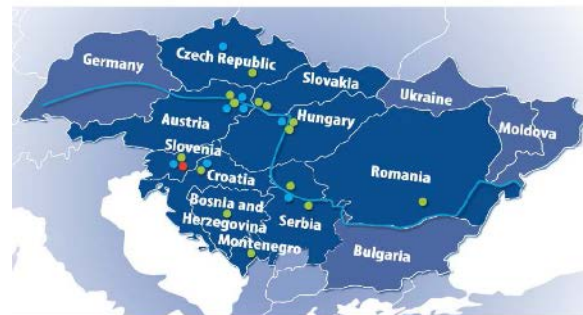 Czech Republic
Germany
Slovakia
Ukraine
Austria
Hungary
Moldova
Slovenia
Croatia
Romania
Bosnia and
Herzegovina
Serbia
Montenegro
Bulgaria